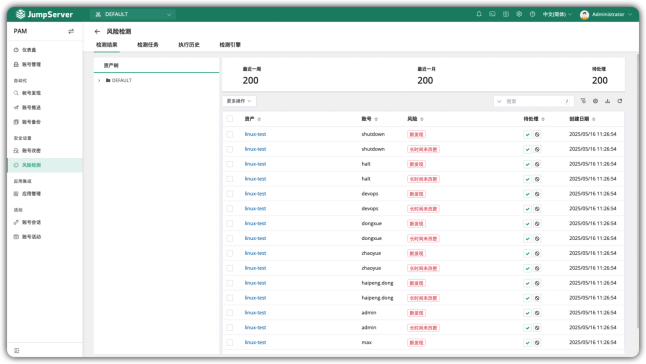 JumpServer
DEFAULT
中文(简体)
Administrator
PAM
风险检测
检测结果 检测任务 执行历史 检测引擎
仪表盘
账号管理
自动化
账号发现
账号推送
账号备份
安全设置
账号改密
风险检测
应用集成
应用管理
活动
账号会话
账号活动
资产树
DEFAULT
最近一周 最近一月 待处理
200 200 200
更多操作
搜索
资产 账号 风险 待处理 创建日期
linux-test shutdown 新发现 2025/05/16 11:26:54
linux-test shutdown 长时间未改密 2025/05/16 11:26:54
linux-test halt 新发现 2025/05/16 11:26:54
linux-test halt 长时间未改密 2025/05/16 11:26:54
linux-test devops 新发现 2025/05/16 11:26:54
linux-test devops 长时间未改密 2025/05/16 11:26:54
linux-test dongxue 新发现 2025/05/16 11:26:54
linux-test dongxue 长时间未改密 2025/05/16 11:26:54
linux-test zhaoyue 新发现 2025/05/16 11:26:54
linux-test zhaoyue 长时间未改密 2025/05/16 11:26:54
linux-test haipeng.dong 新发现 2025/05/16 11:26:54
linux-test haipeng.dong 长时间未改密 2025/05/16 11:26:54
linux-test admin 新发现 2025/05/16 11:26:54
linux-test admin 长时间未改密 2025/05/16 11:26:54
linux-test max 新发现 2025/05/16 11:26:54